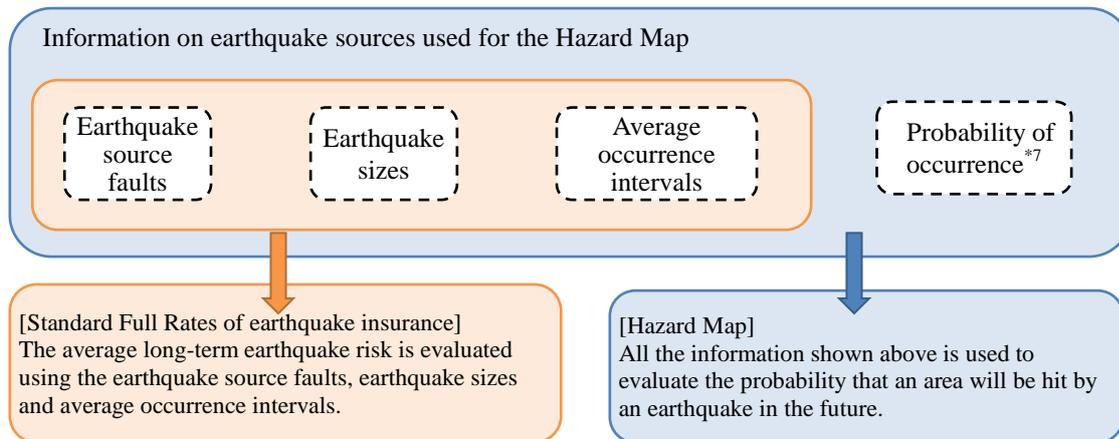 Information on earthquake sources used for the Hazard Map
Earthquake
source
faults
Earthquake
sizes
Average
occurrence
intervals
Probability of
occurrence*7
[Standard Full Rates of earthquake insurance]
The average long-term earthquake risk is evaluated
using the earthquake source faults, earthquake sizes
and average occurrence intervals.
[Hazard Map]
All the information shown above is used to
evaluate the probability that an area will be hit by
an earthquake in the future.